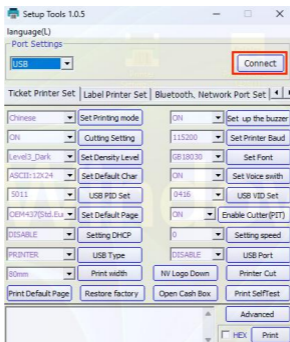 Setup Tools 1.0.5
language(L)
Port Settings
USB Connect
Ticket Printer Set Label Printer Set Bluetooth、Network Port Set
Chinese Set Printing mode ON Set up the buzzer
ON Cutting Setting 115200 Set Printer Baud
Level3_Dark Set Density Level GB18030 Set Font
ASCII:12X24 Set Default Char ON Set Voice swith
5011 USB PID Set 0416 USB VID Set
OEM437(Std.Eur Set Default Page ON Enable Cutter(PIT)
DISABLE Setting DHCP 0 Setting speed
PRINTER USB Type DISABLE USB Port
80mm Print width NV Logo Down Printer Cut
Print Default Page Restore factory Open Cash Box Print SelfTest
Advanced
HEX Print